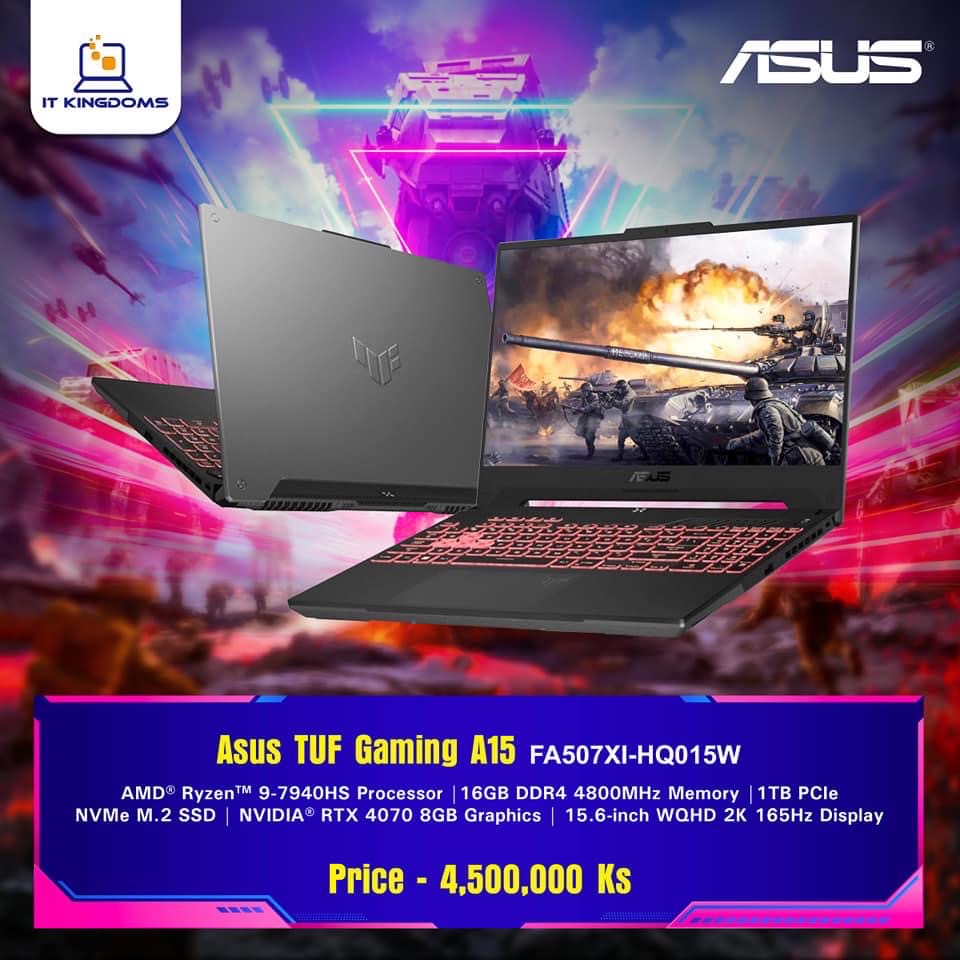 IT KINGDOMS
ASUS®
TUF
ASUS
Asus TUF Gaming A15 FA507XI-HQ015W
AMD® Ryzen™ 9-7940HS Processor | 16GB DDR4 4800MHz Memory | 1TB PCIe
NVMe M.2 SSD | NVIDIA® RTX 4070 8GB Graphics | 15.6-inch WQHD 2K 165Hz Display
Price - 4,500,000 Ks